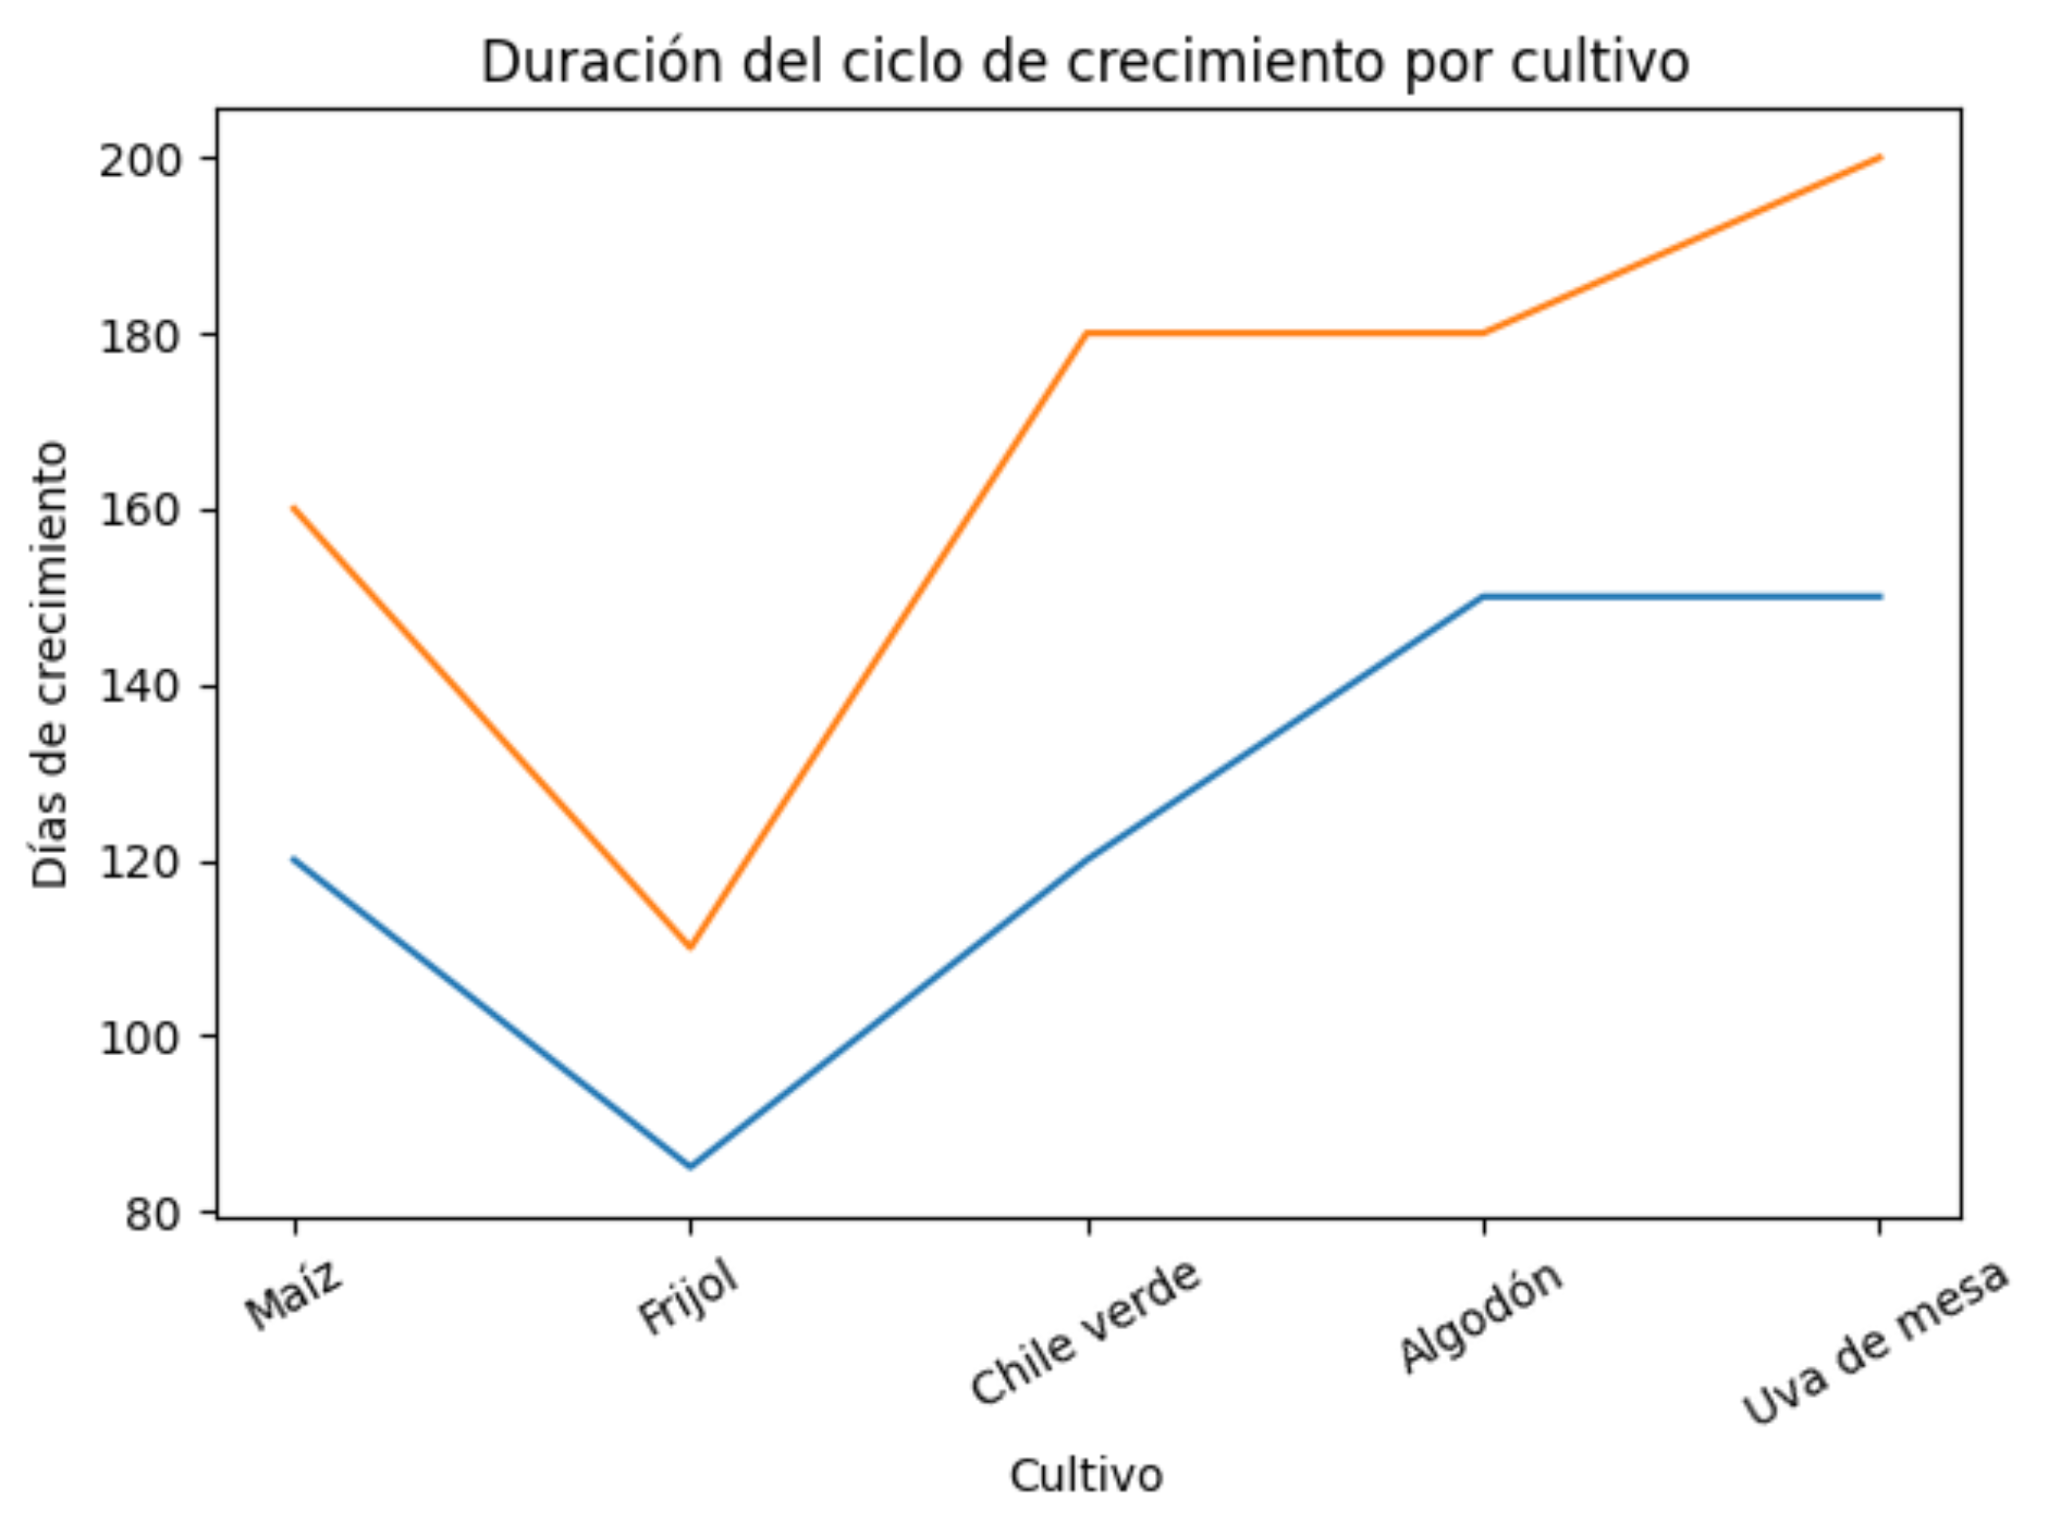 Duración del ciclo de crecimiento por cultivo
Días de crecimiento
200
180
160
140
120
100
80
Maíz
Frijol
Chile verde
Algodón
Uva de mesa
Cultivo